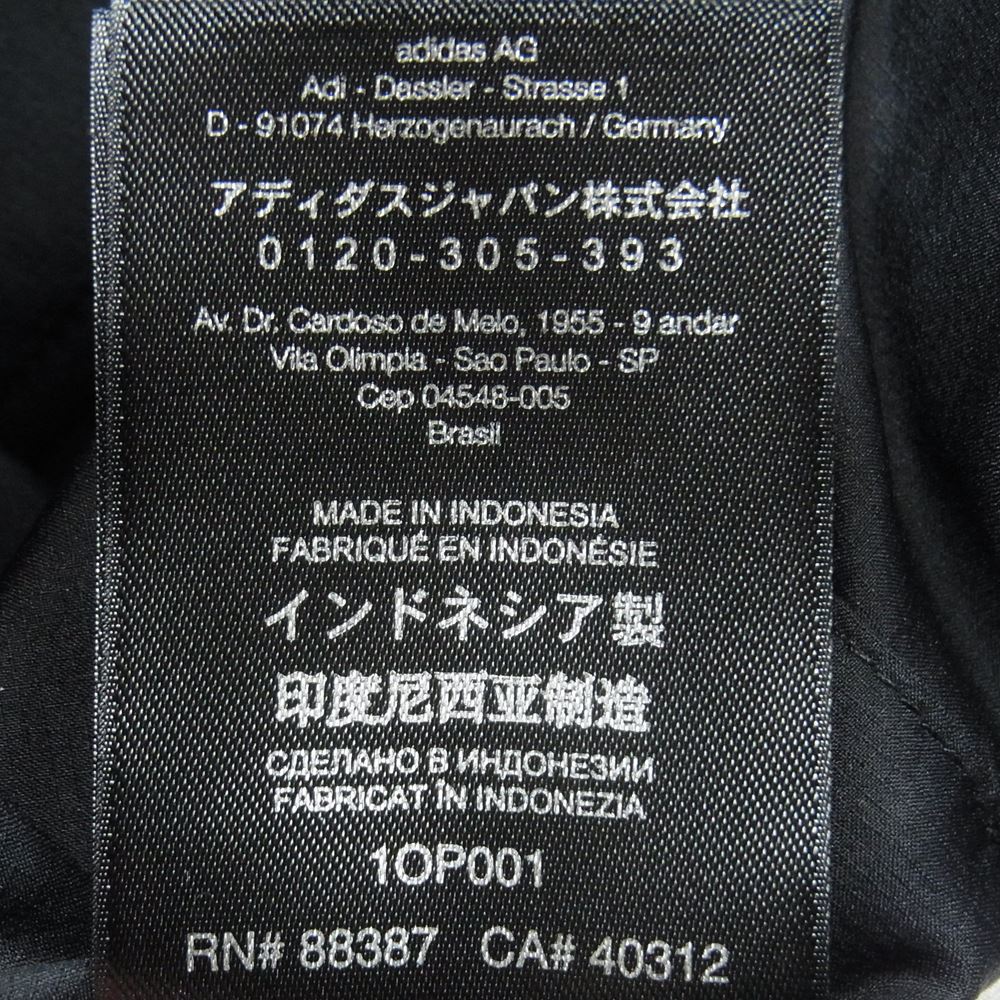 adidas AG
Adi - Dassler - Strasse 1
D - 91074 Herzogenaurach / Germany
アディダスジャパン株式会社
0120-305-393
Av. Dr. Cardoso de Melo, 1955 - 9 andar
Vila Olimpia - Sao Paulo - SP
Cep 04548-005
Brasil
MADE IN INDONESIA
FABRIQUÉ EN INDONÉSIE
インドネシア製
印度尼西亚制造
СДЕЛАНО В ИНДОНЕЗИИ
FABRICAT ÎN INDONEZIA
1OP001
RN# 88387 CA# 40312